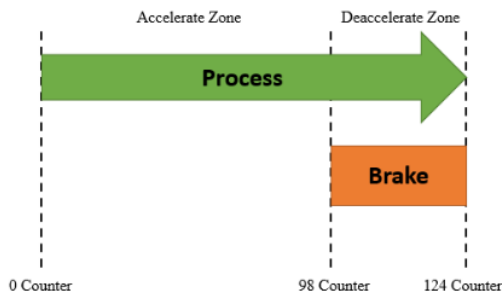 Accelerate Zone
Deaccelerate Zone
Process
Brake
0 Counter
98 Counter
124 Counter